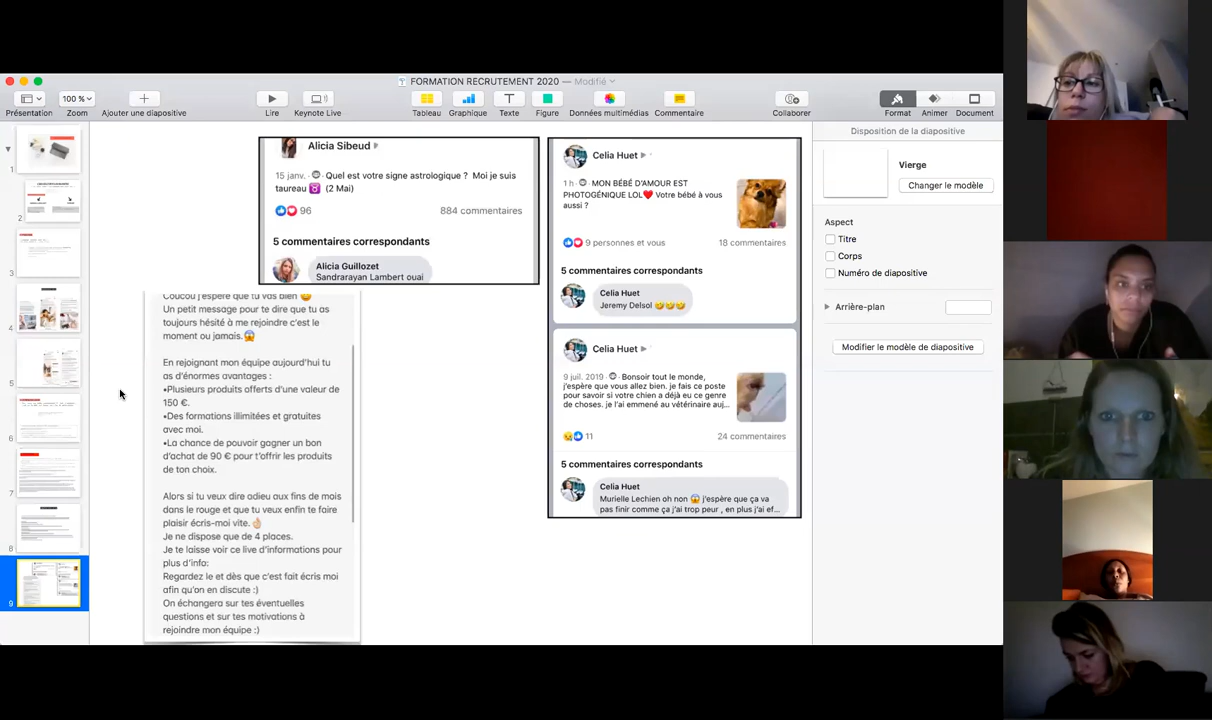 FORMATION RECRUTEMENT 2020 — Modifié
100 %
Présentation
Zoom
Ajouter une diapositive
Lire
Keynote Live
Tableau
Graphique
Texte
Figure
Données multimédias
Commentaire
Collaborer
Format
Animer
Document
1
2
3
4
5
6
7
8
9
Alicia Sibeud
15 janv. · Quel est votre signe astrologique ? Moi je suis
taureau ♉ (2 Mai)
96
884 commentaires
5 commentaires correspondants
Alicia Guillozet
Sandrarayan Lambert ouai
Coucou j'espère que tu vas bien 😀
Un petit message pour te dire que tu as
toujours hésité à me rejoindre c'est le
moment ou jamais.😱
En rejoignant mon équipe aujourd'hui tu
as d'énormes avantages :
•Plusieurs produits offerts d'une valeur de
150 €.
•Des formations illimitées et gratuites
avec moi.
•La chance de pouvoir gagner un bon
d'achat de 90 € pour t'offrir les produits
de ton choix.
Alors si tu veux dire adieu aux fins de mois
dans le rouge et que tu veux enfin te faire
plaisir écris-moi vite.👌🏼
Je ne dispose que de 4 places.
Je te laisse voir ce live d'informations pour
plus d'info:
Regardez le et dès que c'est fait écris moi
afin qu'on en discute :)
On échangera sur tes éventuelles
questions et sur tes motivations à
rejoindre mon équipe :)
Celia Huet
1 h · MON BÉBÉ D'AMOUR EST
PHOTOGÉNIQUE LOL❤️ Votre bébé à vous
aussi ?
9 personnes et vous
18 commentaires
5 commentaires correspondants
Celia Huet
Jeremy Delsol 🤣🤣🤣
Celia Huet
9 juil. 2019 · Bonsoir tout le monde,
j'espère que vous allez bien. je fais ce poste
pour savoir si votre chien a déjà eu ce genre
de choses. je l'ai emmené au vétérinaire auj...
11
24 commentaires
5 commentaires correspondants
Celia Huet
Murielle Lechien oh non 😱 j'espère que ça va
pas finir comme ça j'ai trop peur , en plus j'ai ef...
Disposition de la diapositive
Vierge
Changer le modèle
Aspect
Titre
Corps
Numéro de diapositive
Arrière-plan
Modifier le modèle de diapositive